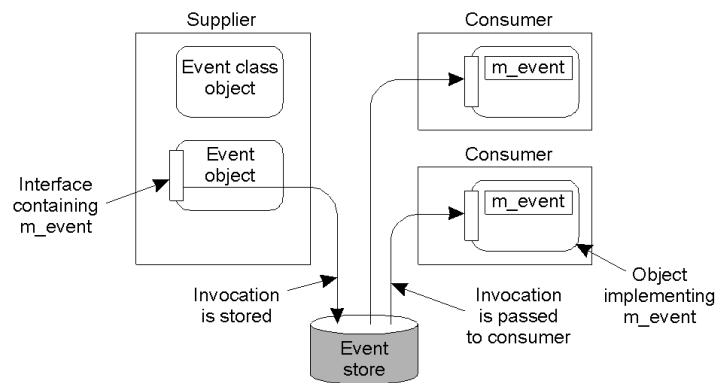 Supplier
Consumer
Event class
object
m_event
Event
object
Consumer
m_event
Interface
containing
m_event
Invocation
is stored
Invocation
is passed
to consumer
Object
implementing
m_event
Event
store